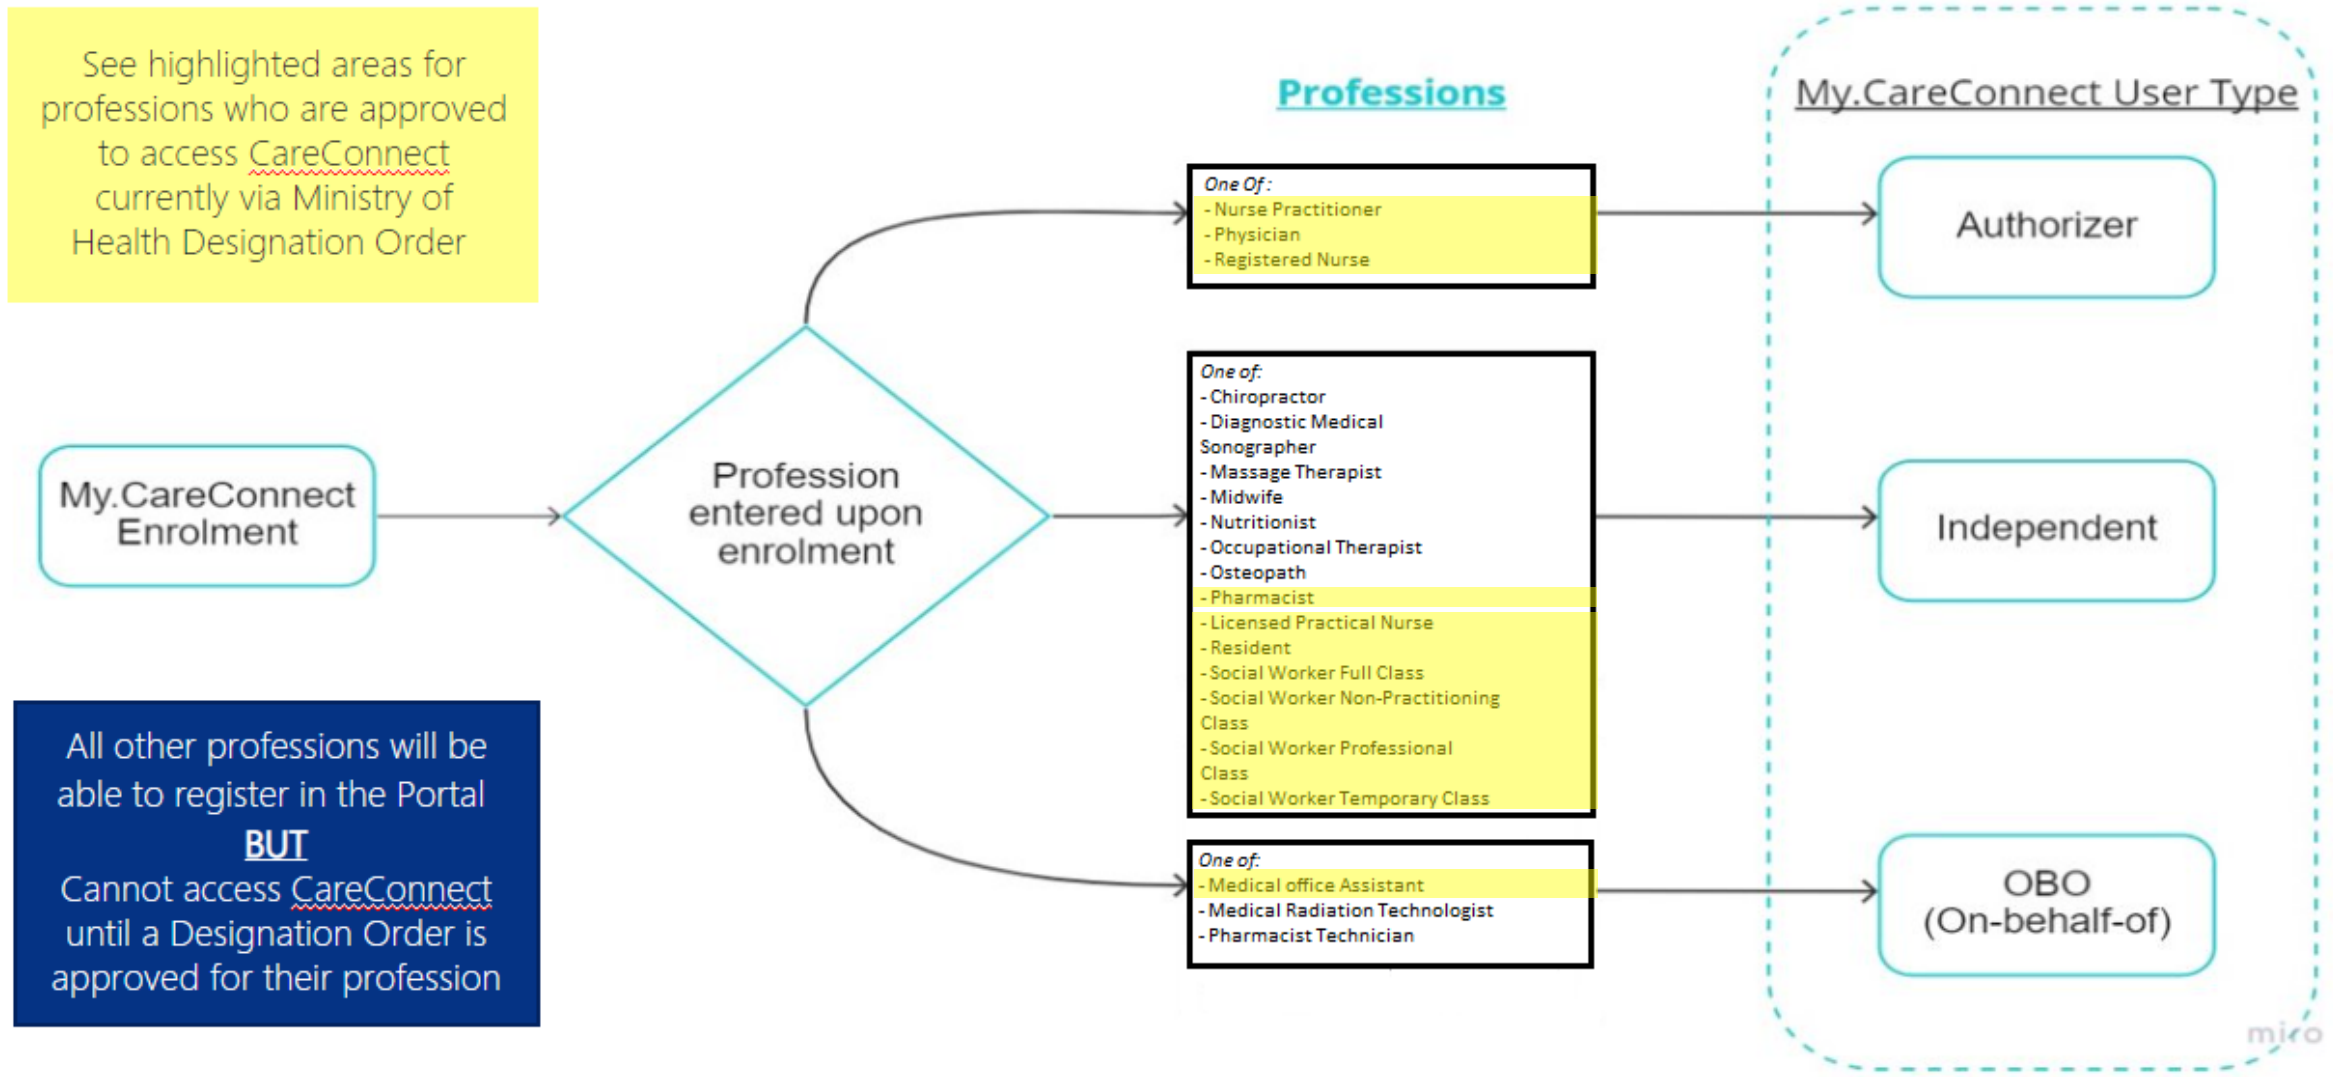 See highlighted areas for
professions who are approved
to access CareConnect
currently via Ministry of
Health Designation Order
Professions
My.CareConnect User Type
One Of :
- Nurse Practitioner
- Physician
- Registered Nurse
Authorizer
My.CareConnect
Enrolment
Profession
entered upon
enrolment
One of:
- Chiropractor
- Diagnostic Medical
Sonographer
- Massage Therapist
- Midwife
- Nutritionist
- Occupational Therapist
- Osteopath
- Pharmacist
- Licensed Practical Nurse
- Resident
- Social Worker Full Class
- Social Worker Non-Practitioning
Class
- Social Worker Professional
Class
- Social Worker Temporary Class
Independent
All other professions will be
able to register in the Portal
BUT
Cannot access CareConnect
until a Designation Order is
approved for their profession
One of:
- Medical office Assistant
- Medical Radiation Technologist
- Pharmacist Technician
OBO
(On-behalf-of)
miro